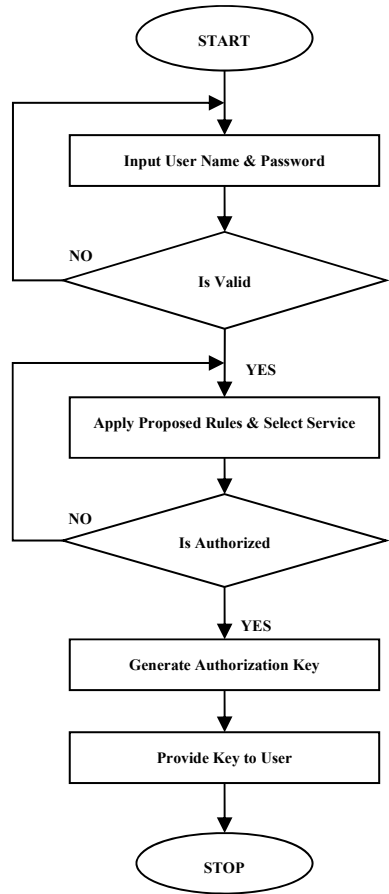 START
Input User Name & Password
NO
Is Valid
YES
Apply Proposed Rules & Select Service
NO
Is Authorized
YES
Generate Authorization Key
Provide Key to User
STOP